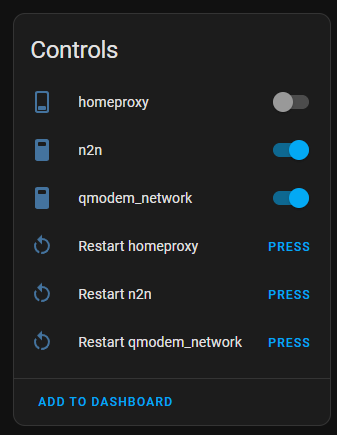 Controls
homeproxy
n2n
qmodem_network
Restart homeproxy PRESS
Restart n2n PRESS
Restart qmodem_network PRESS
ADD TO DASHBOARD